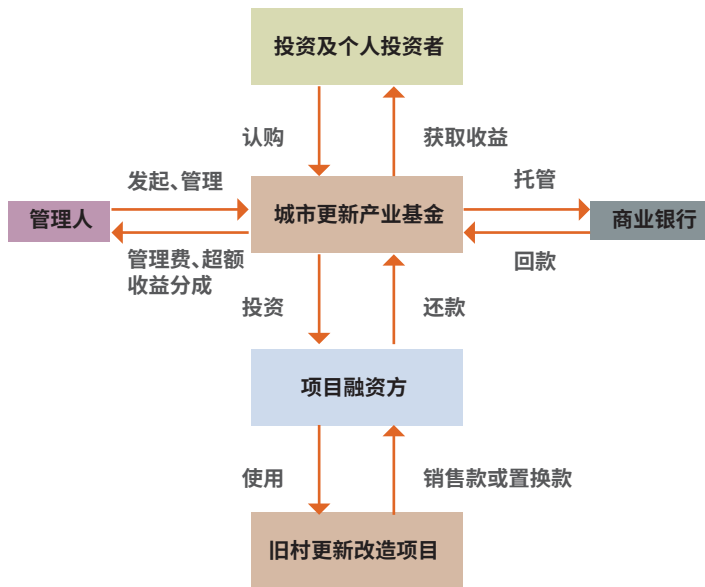 投资及个人投资者
认购
获取收益
发起、管理
托管
管理人
城市更新产业基金
商业银行
管理费、超额
收益分成
回款
投资
还款
项目融资方
使用
销售款或置换款
旧村更新改造项目